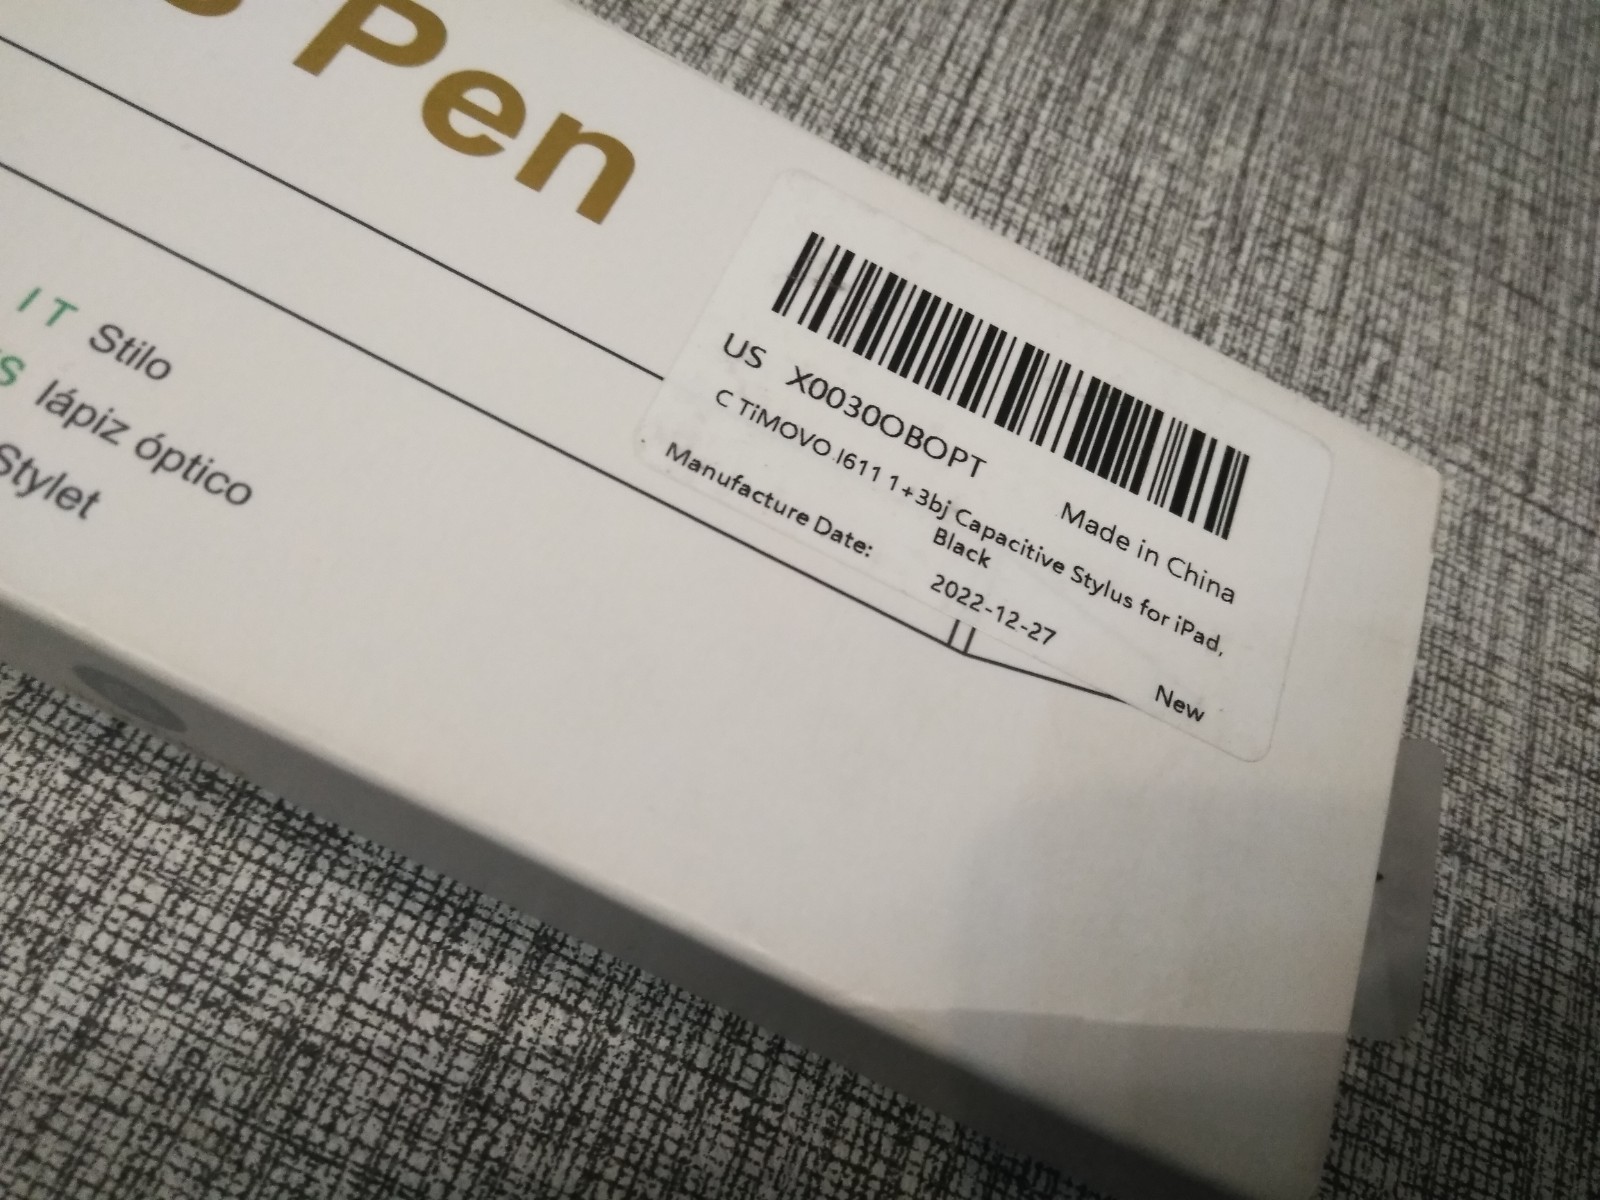 Pen
IT Stilo
S lápiz óptico
Stylet
US X0030OBOPT
Made in China
C TiMOVO I611 1+3bj Capacitive Stylus for iPad,
Black
Manufacture Date: 2022-12-27
New